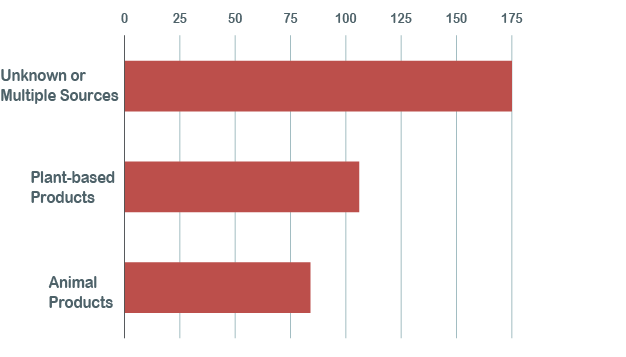 0 25 50 75 100 125 150 175
Unknown or
Multiple Sources
Plant-based
Products
Animal
Products